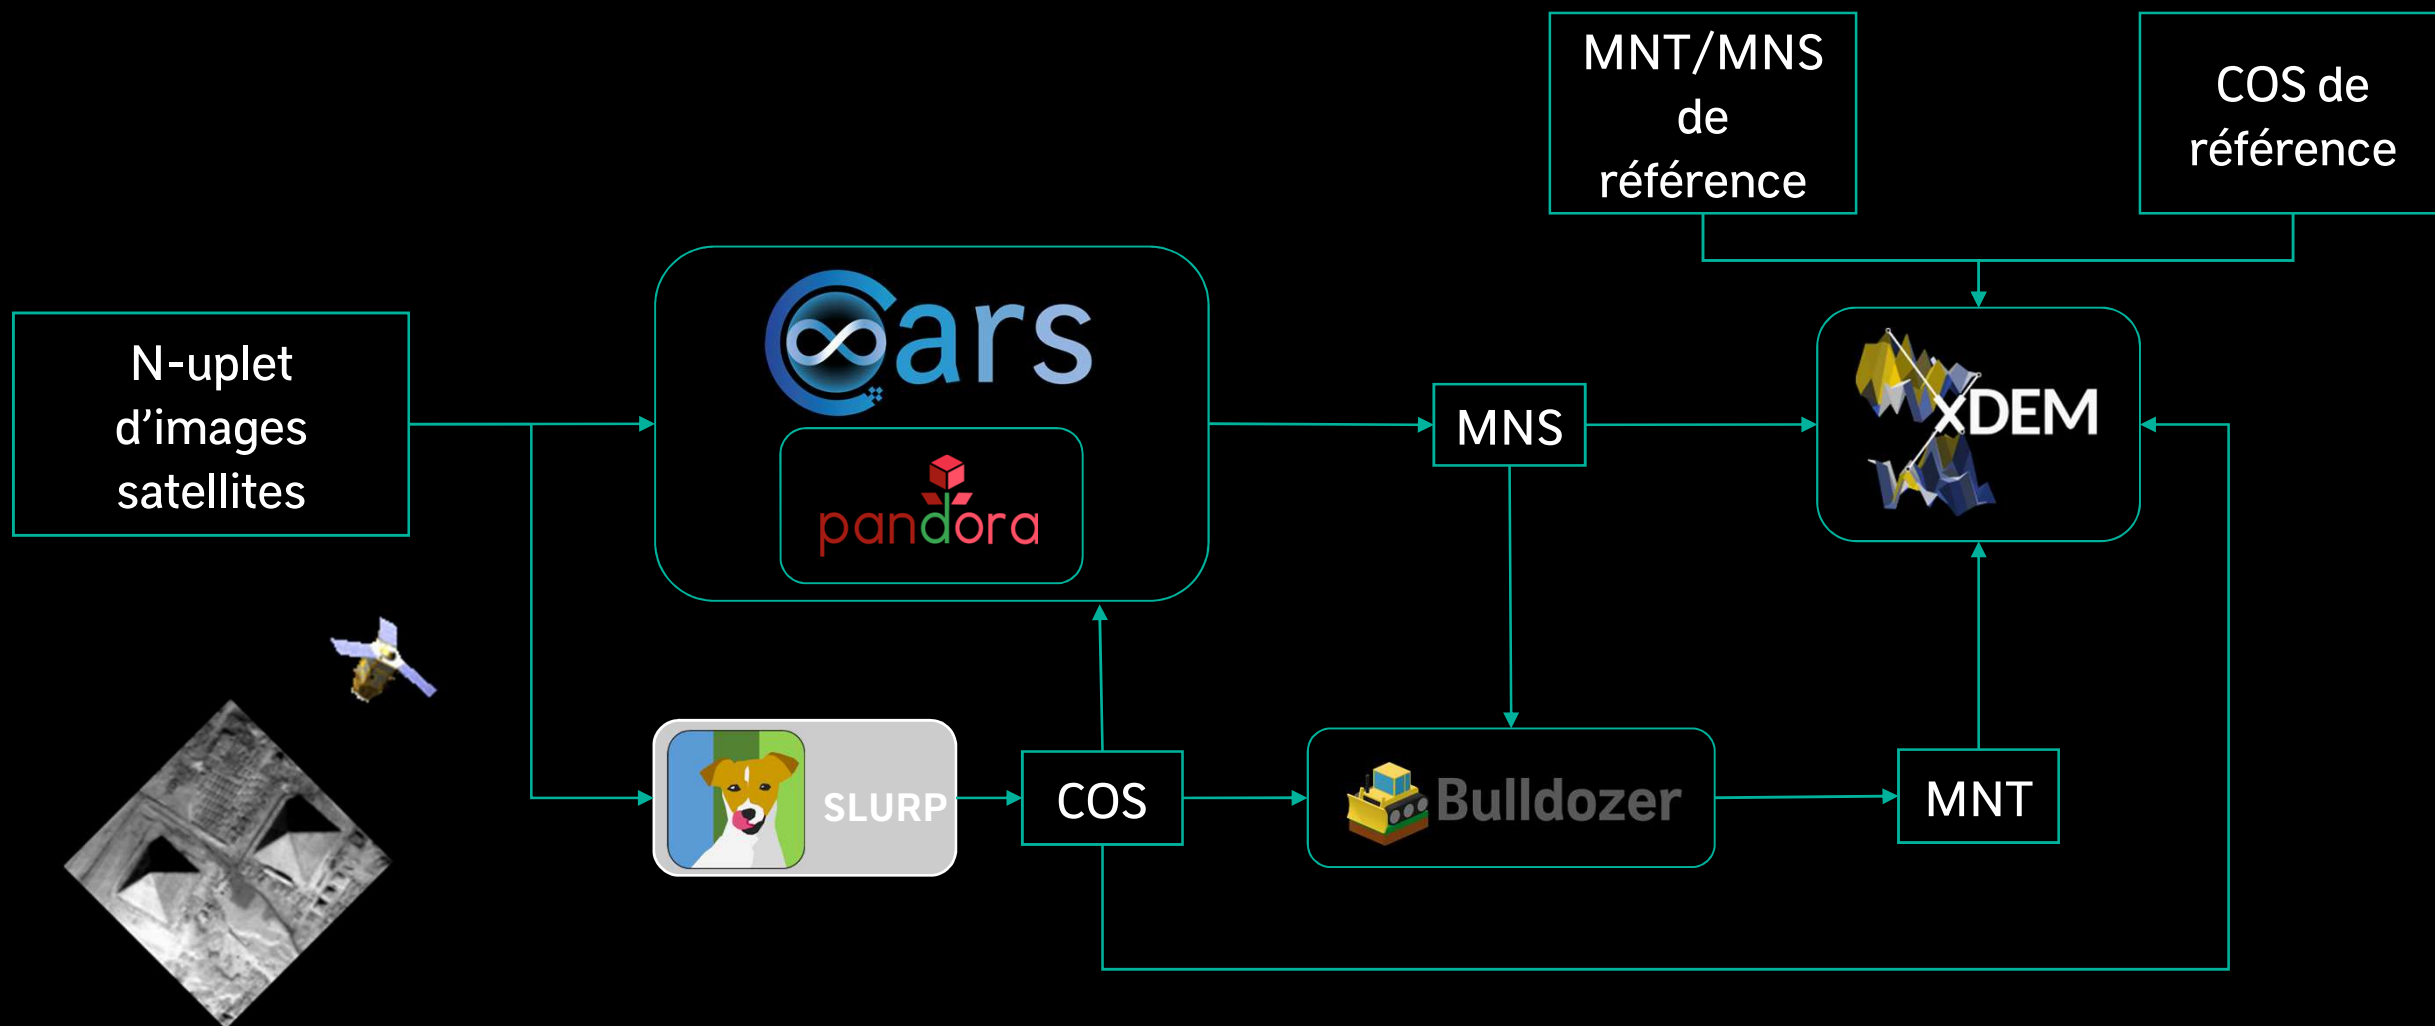 MNT/MNS
de
référence
COS de
référence
N-uplet
d’images
satellites
Cars
pandora
MNS
xDEM
SLURP
COS
Bulldozer
MNT